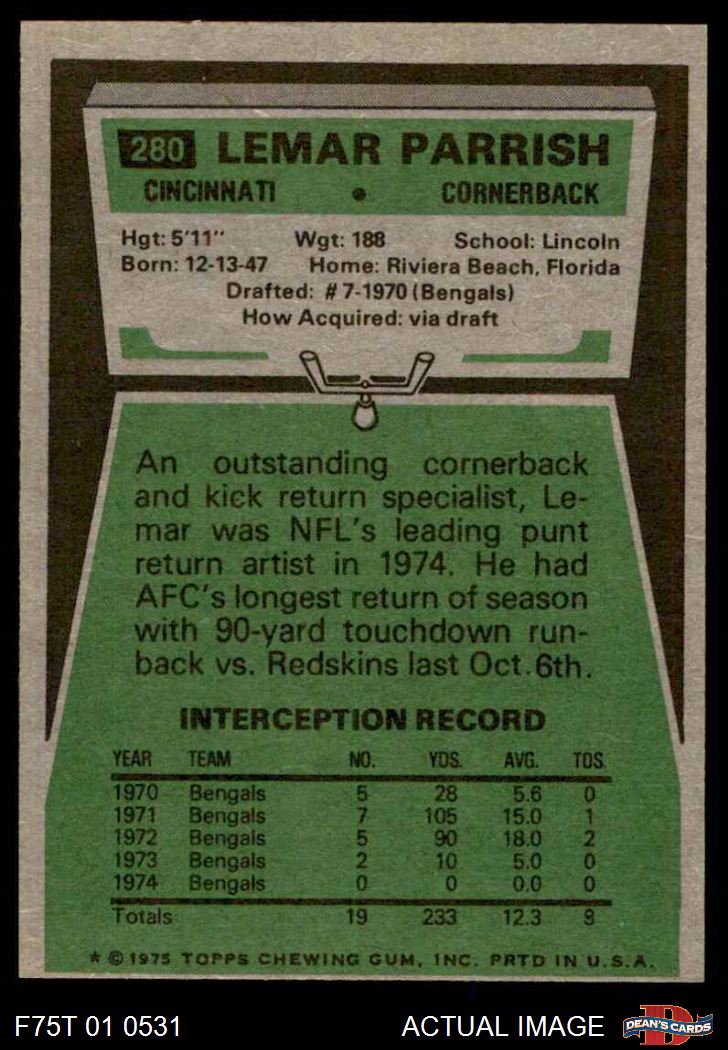 280 LEMAR PARRISH
CINCINNATI • CORNERBACK
Hgt: 5'11" Wgt: 188 School: Lincoln
Born: 12-13-47 Home: Riviera Beach, Florida
Drafted: #7-1970 (Bengals)
How Acquired: via draft
An outstanding cornerback
and kick return specialist, Le-
mar was NFL's leading punt
return artist in 1974. He had
AFC's longest return of season
with 90-yard touchdown run-
back vs. Redskins last Oct. 6th.
INTERCEPTION RECORD
YEAR TEAM NO. YDS. AVG. TDS.
1970 Bengals 5 28 5.6 0
1971 Bengals 7 105 15.0 1
1972 Bengals 5 90 18.0 2
1973 Bengals 2 10 5.0 0
1974 Bengals 0 0 0.0 0
Totals 19 233 12.3 3
* © 1975 TOPPS CHEWING GUM, INC. PRTD IN U.S.A.
F75T 01 0531 ACTUAL IMAGE D DEAN'S CARDS